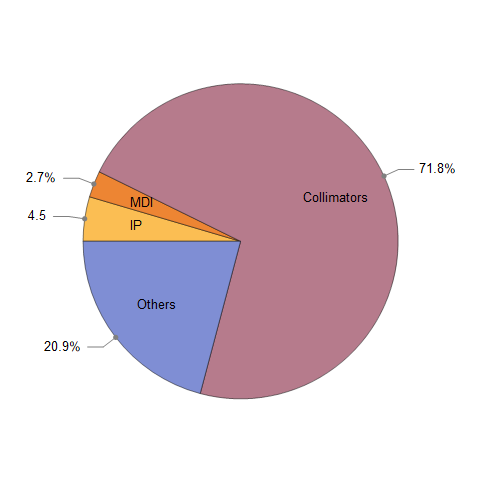 71.8%
2.7%
Collimators
MDI
4.5
IP
Others
20.9%